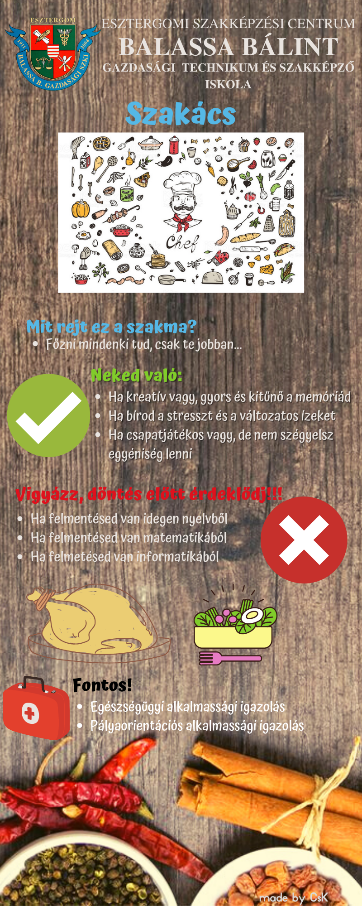 ESZTERGOMI SZAKKÉPZÉSI CENTRUM
BALASSA BÁLINT
GAZDASÁGI TECHNIKUM ÉS SZAKKÉPZŐ
ISKOLA
ESZTERGOM
BALASSA B. GAZDASÁGI SZKI
Szakács
Chef
Mit rejt ez a szakma?
• Főzni mindenki tud, csak te jobban...
Neked való:
• Ha kreatív vagy, gyors és kitűnő a memóriád
• Ha bírod a stresszt és a változatos ízeket
• Ha csapatjátékos vagy, de nem szégyelsz
egyéniség lenni
Vigyázz, döntés előtt érdeklődj!!!
• Ha felmentésed van idegen nyelvből
• Ha felmentésed van matematikából
• Ha felmetésed van informatikából
Fontos!
• Egészségügyi alkalmassági igazolás
• Pályaorientációs alkalmassági igazolás
made by CsK